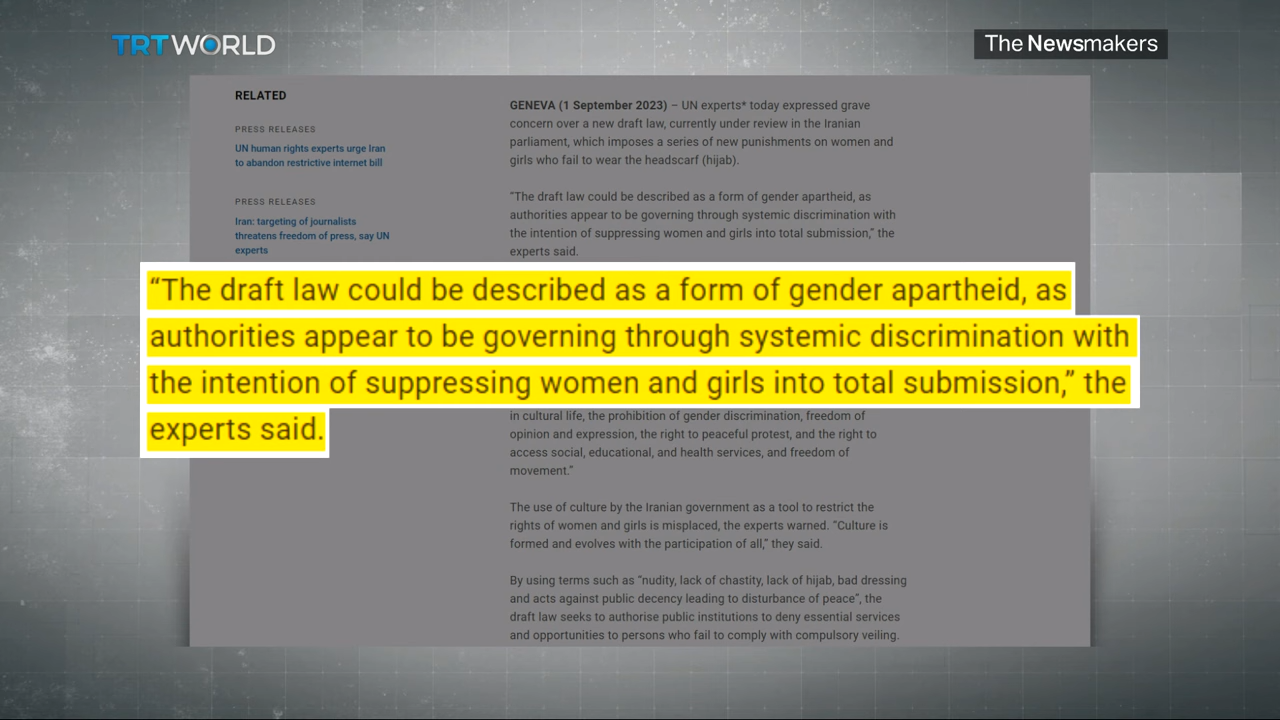 TRT WORLD
The Newsmakers
RELATED
PRESS RELEASES
UN human rights experts urge Iran
to abandon restrictive internet bill
PRESS RELEASES
Iran: targeting of journalists
threatens freedom of press, say UN
experts
GENEVA (1 September 2023) – UN experts* today expressed grave
concern over a new draft law, currently under review in the Iranian
parliament, which imposes a series of new punishments on women and
girls who fail to wear the headscarf (hijab).
“The draft law could be described as a form of gender apartheid, as
authorities appear to be governing through systemic discrimination with
the intention of suppressing women and girls into total submission,” the
experts said.
“The draft law could be described as a form of gender apartheid, as
authorities appear to be governing through systemic discrimination with
the intention of suppressing women and girls into total submission,” the
experts said.
in cultural life, the prohibition of gender discrimination, freedom of
opinion and expression, the right to peaceful protest, and the right to
access social, educational, and health services, and freedom of
movement.”
The use of culture by the Iranian government as a tool to restrict the
rights of women and girls is misplaced, the experts warned. “Culture is
formed and evolves with the participation of all,” they said.
By using terms such as “nudity, lack of chastity, lack of hijab, bad dressing
and acts against public decency leading to disturbance of peace”, the
draft law seeks to authorise public institutions to deny essential services
and opportunities to persons who fail to comply with compulsory veiling.